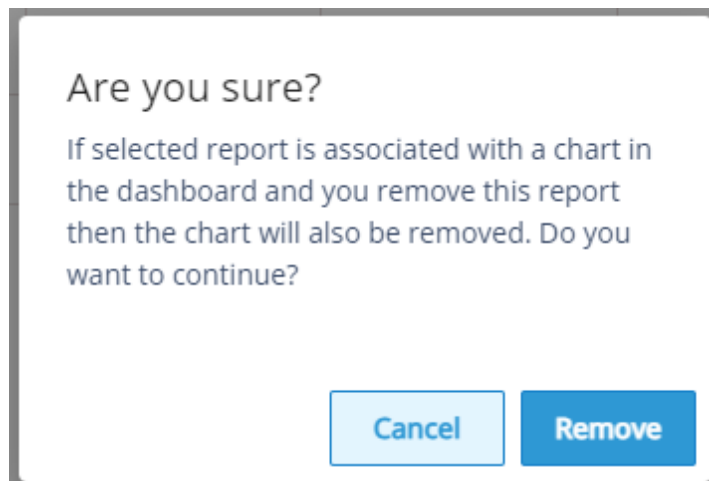 Are you sure?
If selected report is associated with a chart in
the dashboard and you remove this report
then the chart will also be removed. Do you
want to continue?
Cancel
Remove